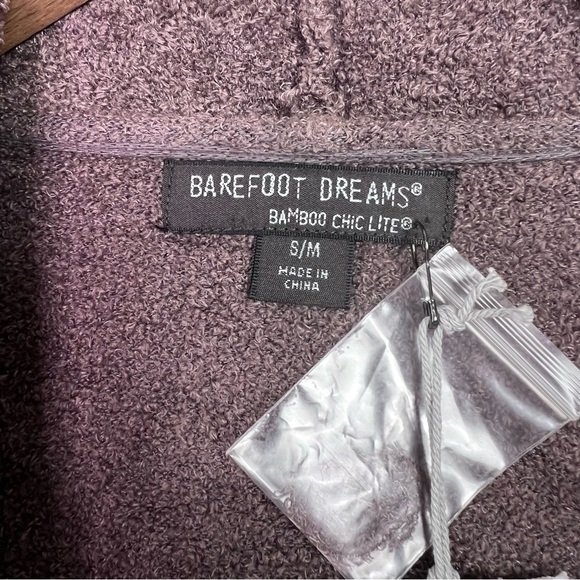 BAREFOOT DREAMS®
BAMBOO CHIC LITE®
S/M
MADE IN
CHINA